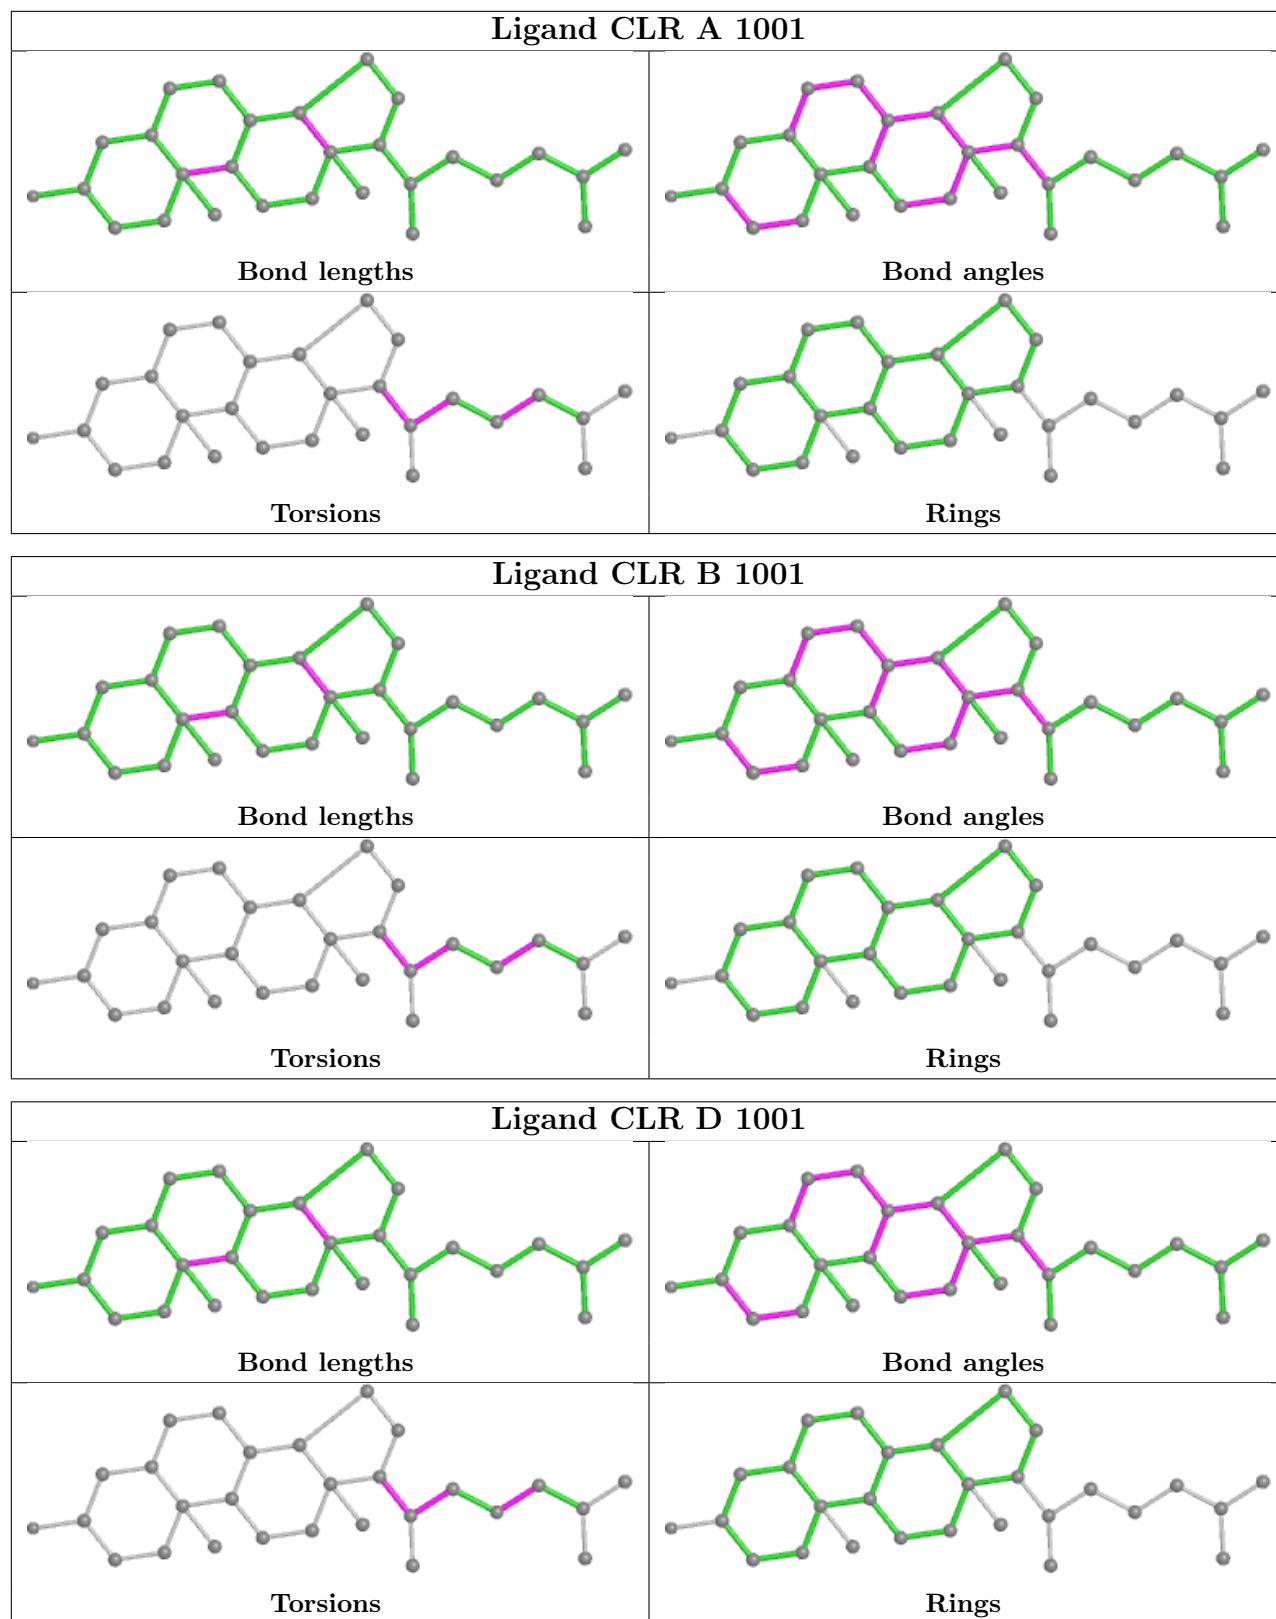 Ligand CLR A 1001
Bond lengths
Bond angles
Torsions
Rings
Ligand CLR B 1001
Bond lengths
Bond angles
Torsions
Rings
Ligand CLR D 1001
Bond lengths
Bond angles
Torsions
Rings